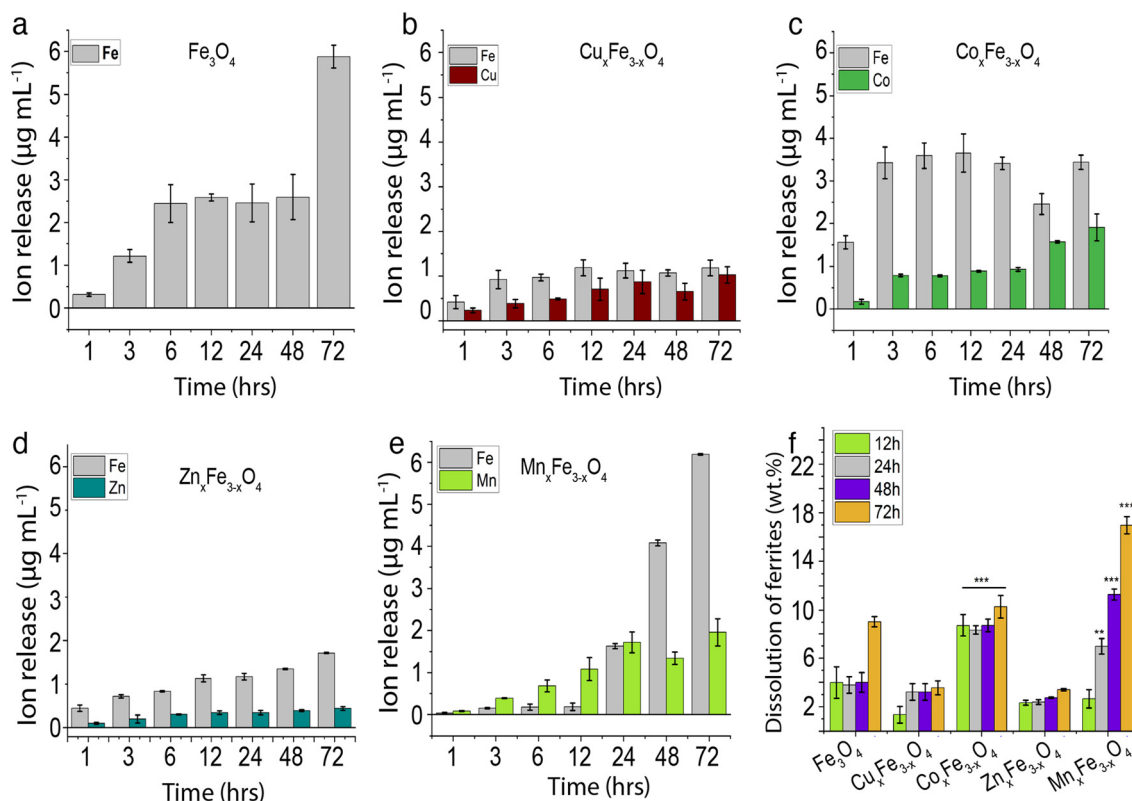 a
Fe₃O₄
Fe
Ion release (µg mL⁻¹)
6
5
4
3
2
1
0
1 3 6 12 24 48 72
Time (hrs)
b
CuₓFe₃₋ₓO₄
Fe
Cu
Ion release (µg mL⁻¹)
6
5
4
3
2
1
0
1 3 6 12 24 48 72
Time (hrs)
c
CoₓFe₃₋ₓO₄
Fe
Co
Ion release (µg mL⁻¹)
6
5
4
3
2
1
0
1 3 6 12 24 48 72
Time (hrs)
d
ZnₓFe₃₋ₓO₄
Fe
Zn
Ion release (µg mL⁻¹)
6
5
4
3
2
1
0
1 3 6 12 24 48 72
Time (hrs)
e
MnₓFe₃₋ₓO₄
Fe
Mn
Ion release (µg mL⁻¹)
6
5
4
3
2
1
0
1 3 6 12 24 48 72
Time (hrs)
f
12h
24h
48h
72h
Dissolution of ferrites (wt.%)
22
18
14
10
6
2
***
**
***
***
Fe₃O₄
CuₓFe₃₋ₓO₄
CoₓFe₃₋ₓO₄
ZnₓFe₃₋ₓO₄
MnₓFe₃₋ₓO₄